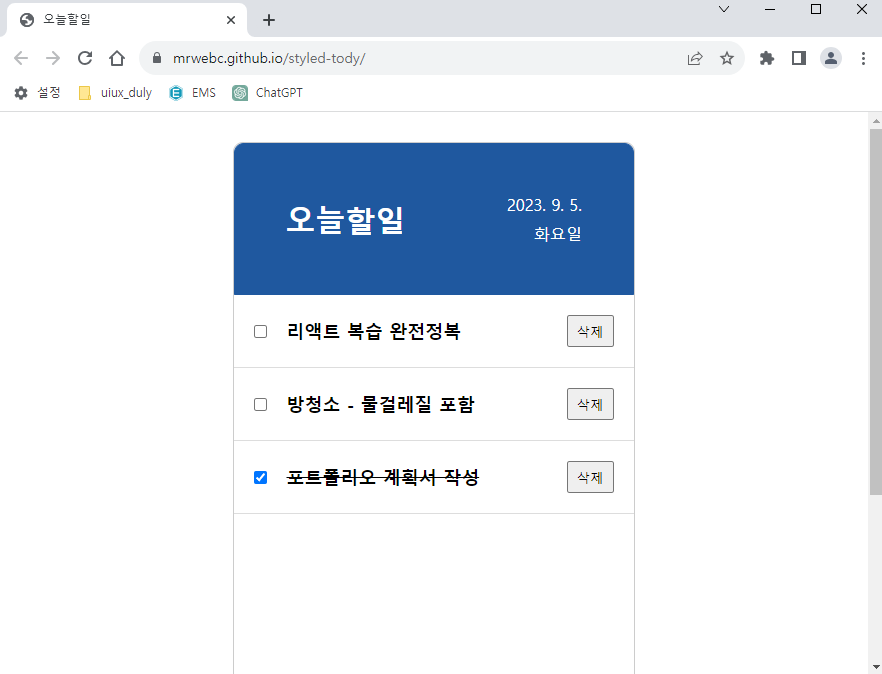 오늘할일
mrwebc.github.io/styled-tody/
설정 uiux_duly EMS ChatGPT
오늘할일
2023. 9. 5.
화요일
리액트 복습 완전정복 삭제
방청소 - 물걸레질 포함 삭제
포트폴리오 계획서 작성 삭제